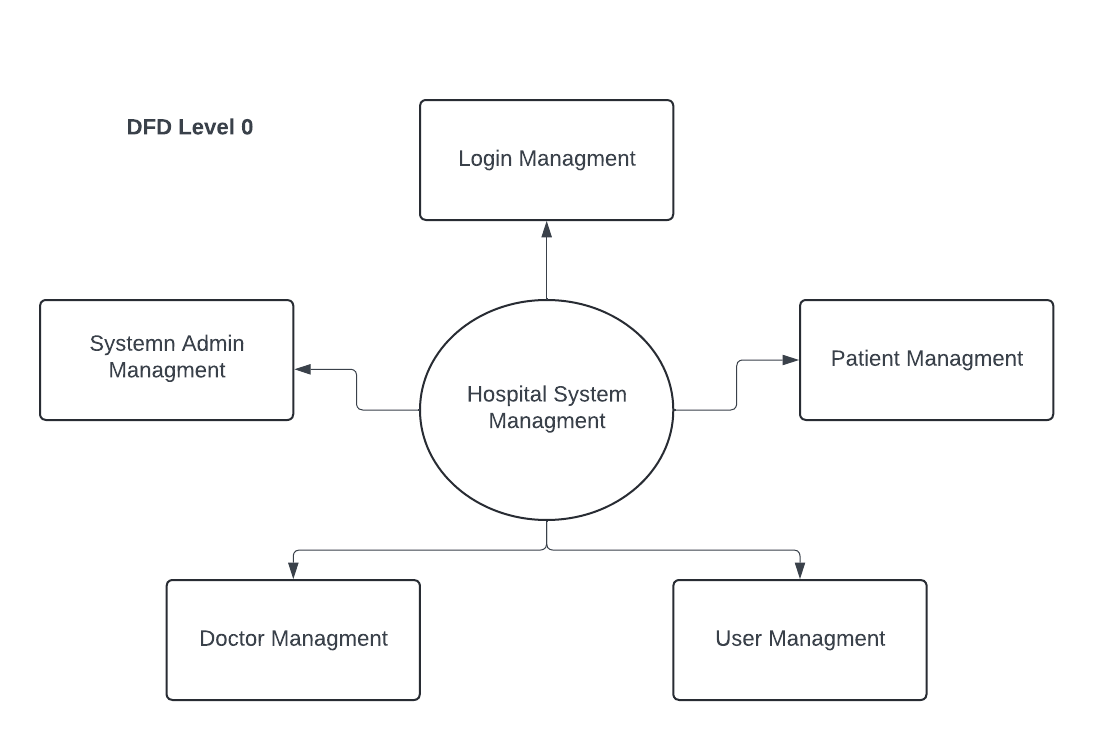 DFD Level 0
Login Managment
Systemn Admin
Managment
Hospital System
Managment
Patient Managment
Doctor Managment
User Managment